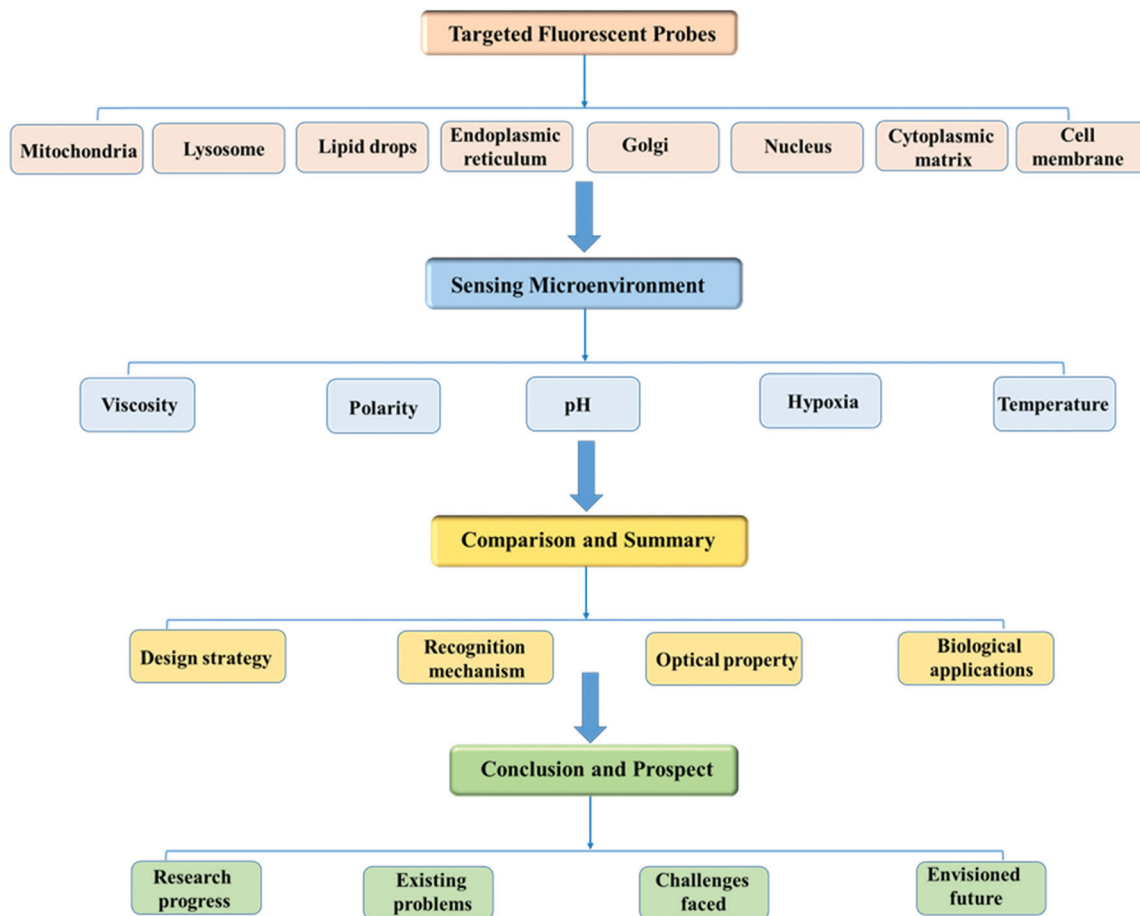 Targeted Fluorescent Probes
Mitochondria
Lysosome
Lipid drops
Endoplasmic
reticulum
Golgi
Nucleus
Cytoplasmic
matrix
Cell
membrane
Sensing Microenvironment
Viscosity
Polarity
pH
Hypoxia
Temperature
Comparison and Summary
Design strategy
Recognition
mechanism
Optical property
Biological
applications
Conclusion and Prospect
Research
progress
Existing
problems
Challenges
faced
Envisioned
future